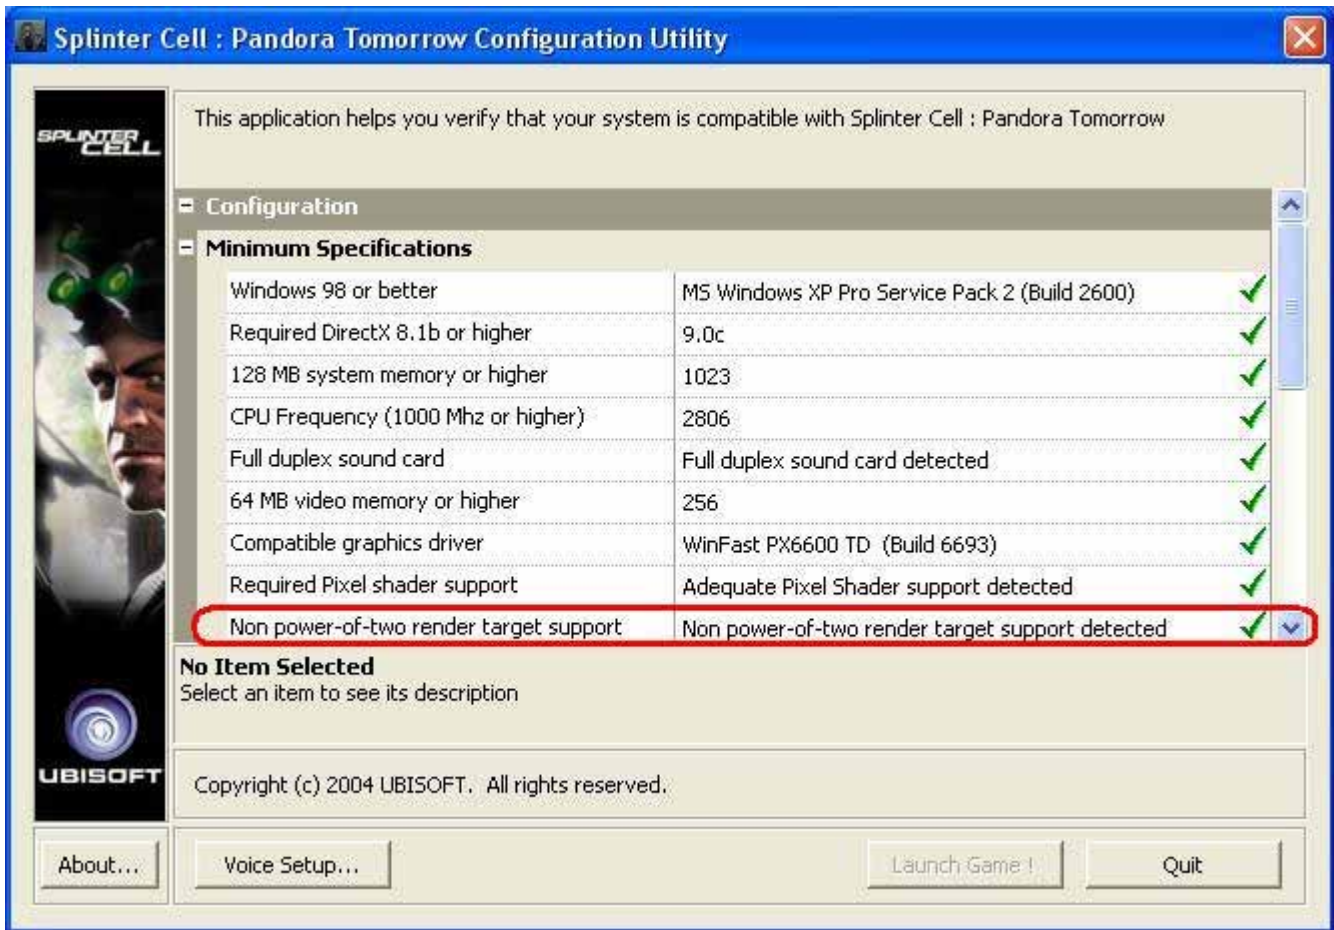 Splinter Cell : Pandora Tomorrow Configuration Utility
SPLINTER
CELL
This application helps you verify that your system is compatible with Splinter Cell : Pandora Tomorrow
Configuration
Minimum Specifications
Windows 98 or better MS Windows XP Pro Service Pack 2 (Build 2600)
Required DirectX 8.1b or higher 9.0c
128 MB system memory or higher 1023
CPU Frequency (1000 Mhz or higher) 2806
Full duplex sound card Full duplex sound card detected
64 MB video memory or higher 256
Compatible graphics driver WinFast PX6600 TD (Build 6693)
Required Pixel shader support Adequate Pixel Shader support detected
Non power-of-two render target support Non power-of-two render target support detected
No Item Selected
Select an item to see its description
UBISOFT
Copyright (c) 2004 UBISOFT. All rights reserved.
About... Voice Setup... Launch Game ! Quit